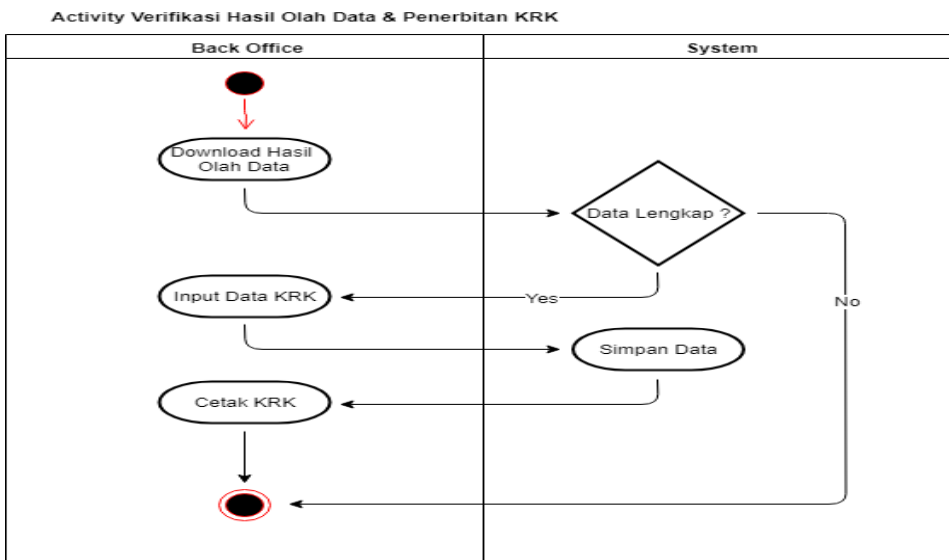 Activity Verifikasi Hasil Olah Data & Penerbitan KRK
Back Office
System
Download Hasil
Olah Data
Data Lengkap ?
Input Data KRK
Yes
No
Simpan Data
Cetak KRK